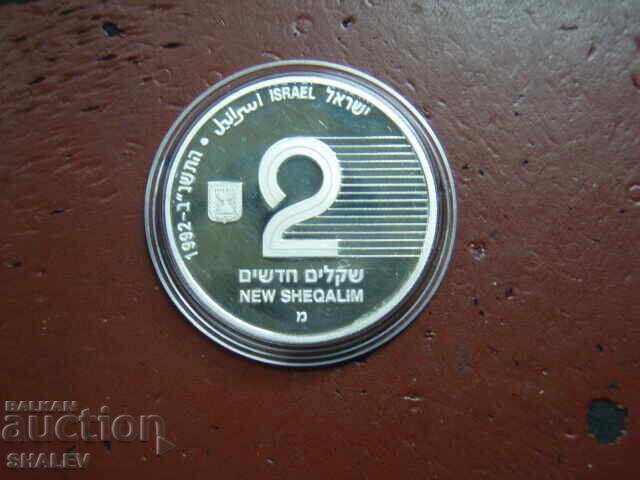 ישראל ISRAEL اسرائيل • התשנ"ב-1992
2
שקלים חדשים
NEW SHEQALIM
מ
BALKAN
auction
SHALEV